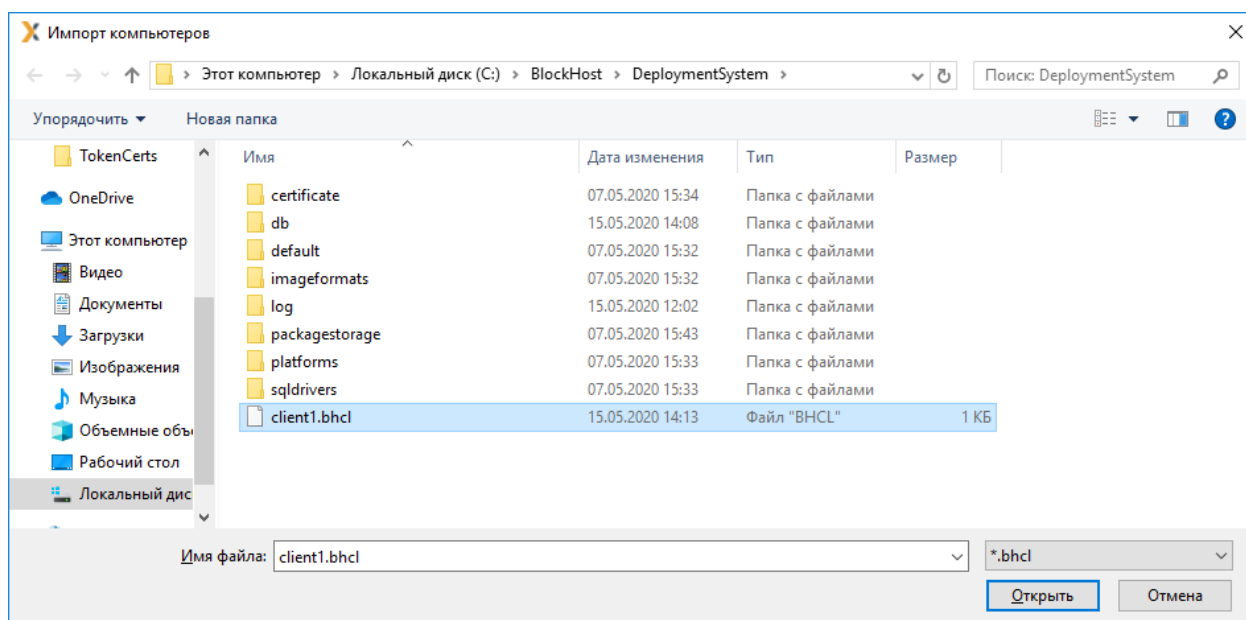 Импорт компьютеров
Этот компьютер > Локальный диск (C:) > BlockHost > DeploymentSystem >
Поиск: DeploymentSystem
Упорядочить Новая папка
TokenCerts
OneDrive
Этот компьютер
Видео
Документы
Загрузки
Изображения
Музыка
Объемные объ
Рабочий стол
Локальный дис
Имя Дата изменения Тип Размер
certificate 07.05.2020 15:34 Папка с файлами
db 15.05.2020 14:08 Папка с файлами
default 07.05.2020 15:32 Папка с файлами
imageformats 07.05.2020 15:32 Папка с файлами
log 15.05.2020 12:02 Папка с файлами
packagestorage 07.05.2020 15:43 Папка с файлами
platforms 07.05.2020 15:33 Папка с файлами
sqldrivers 07.05.2020 15:33 Папка с файлами
client1.bhcl 15.05.2020 14:13 Файл "BHCL" 1 КБ
Имя файла: client1.bhcl
*.bhcl
Открыть Отмена